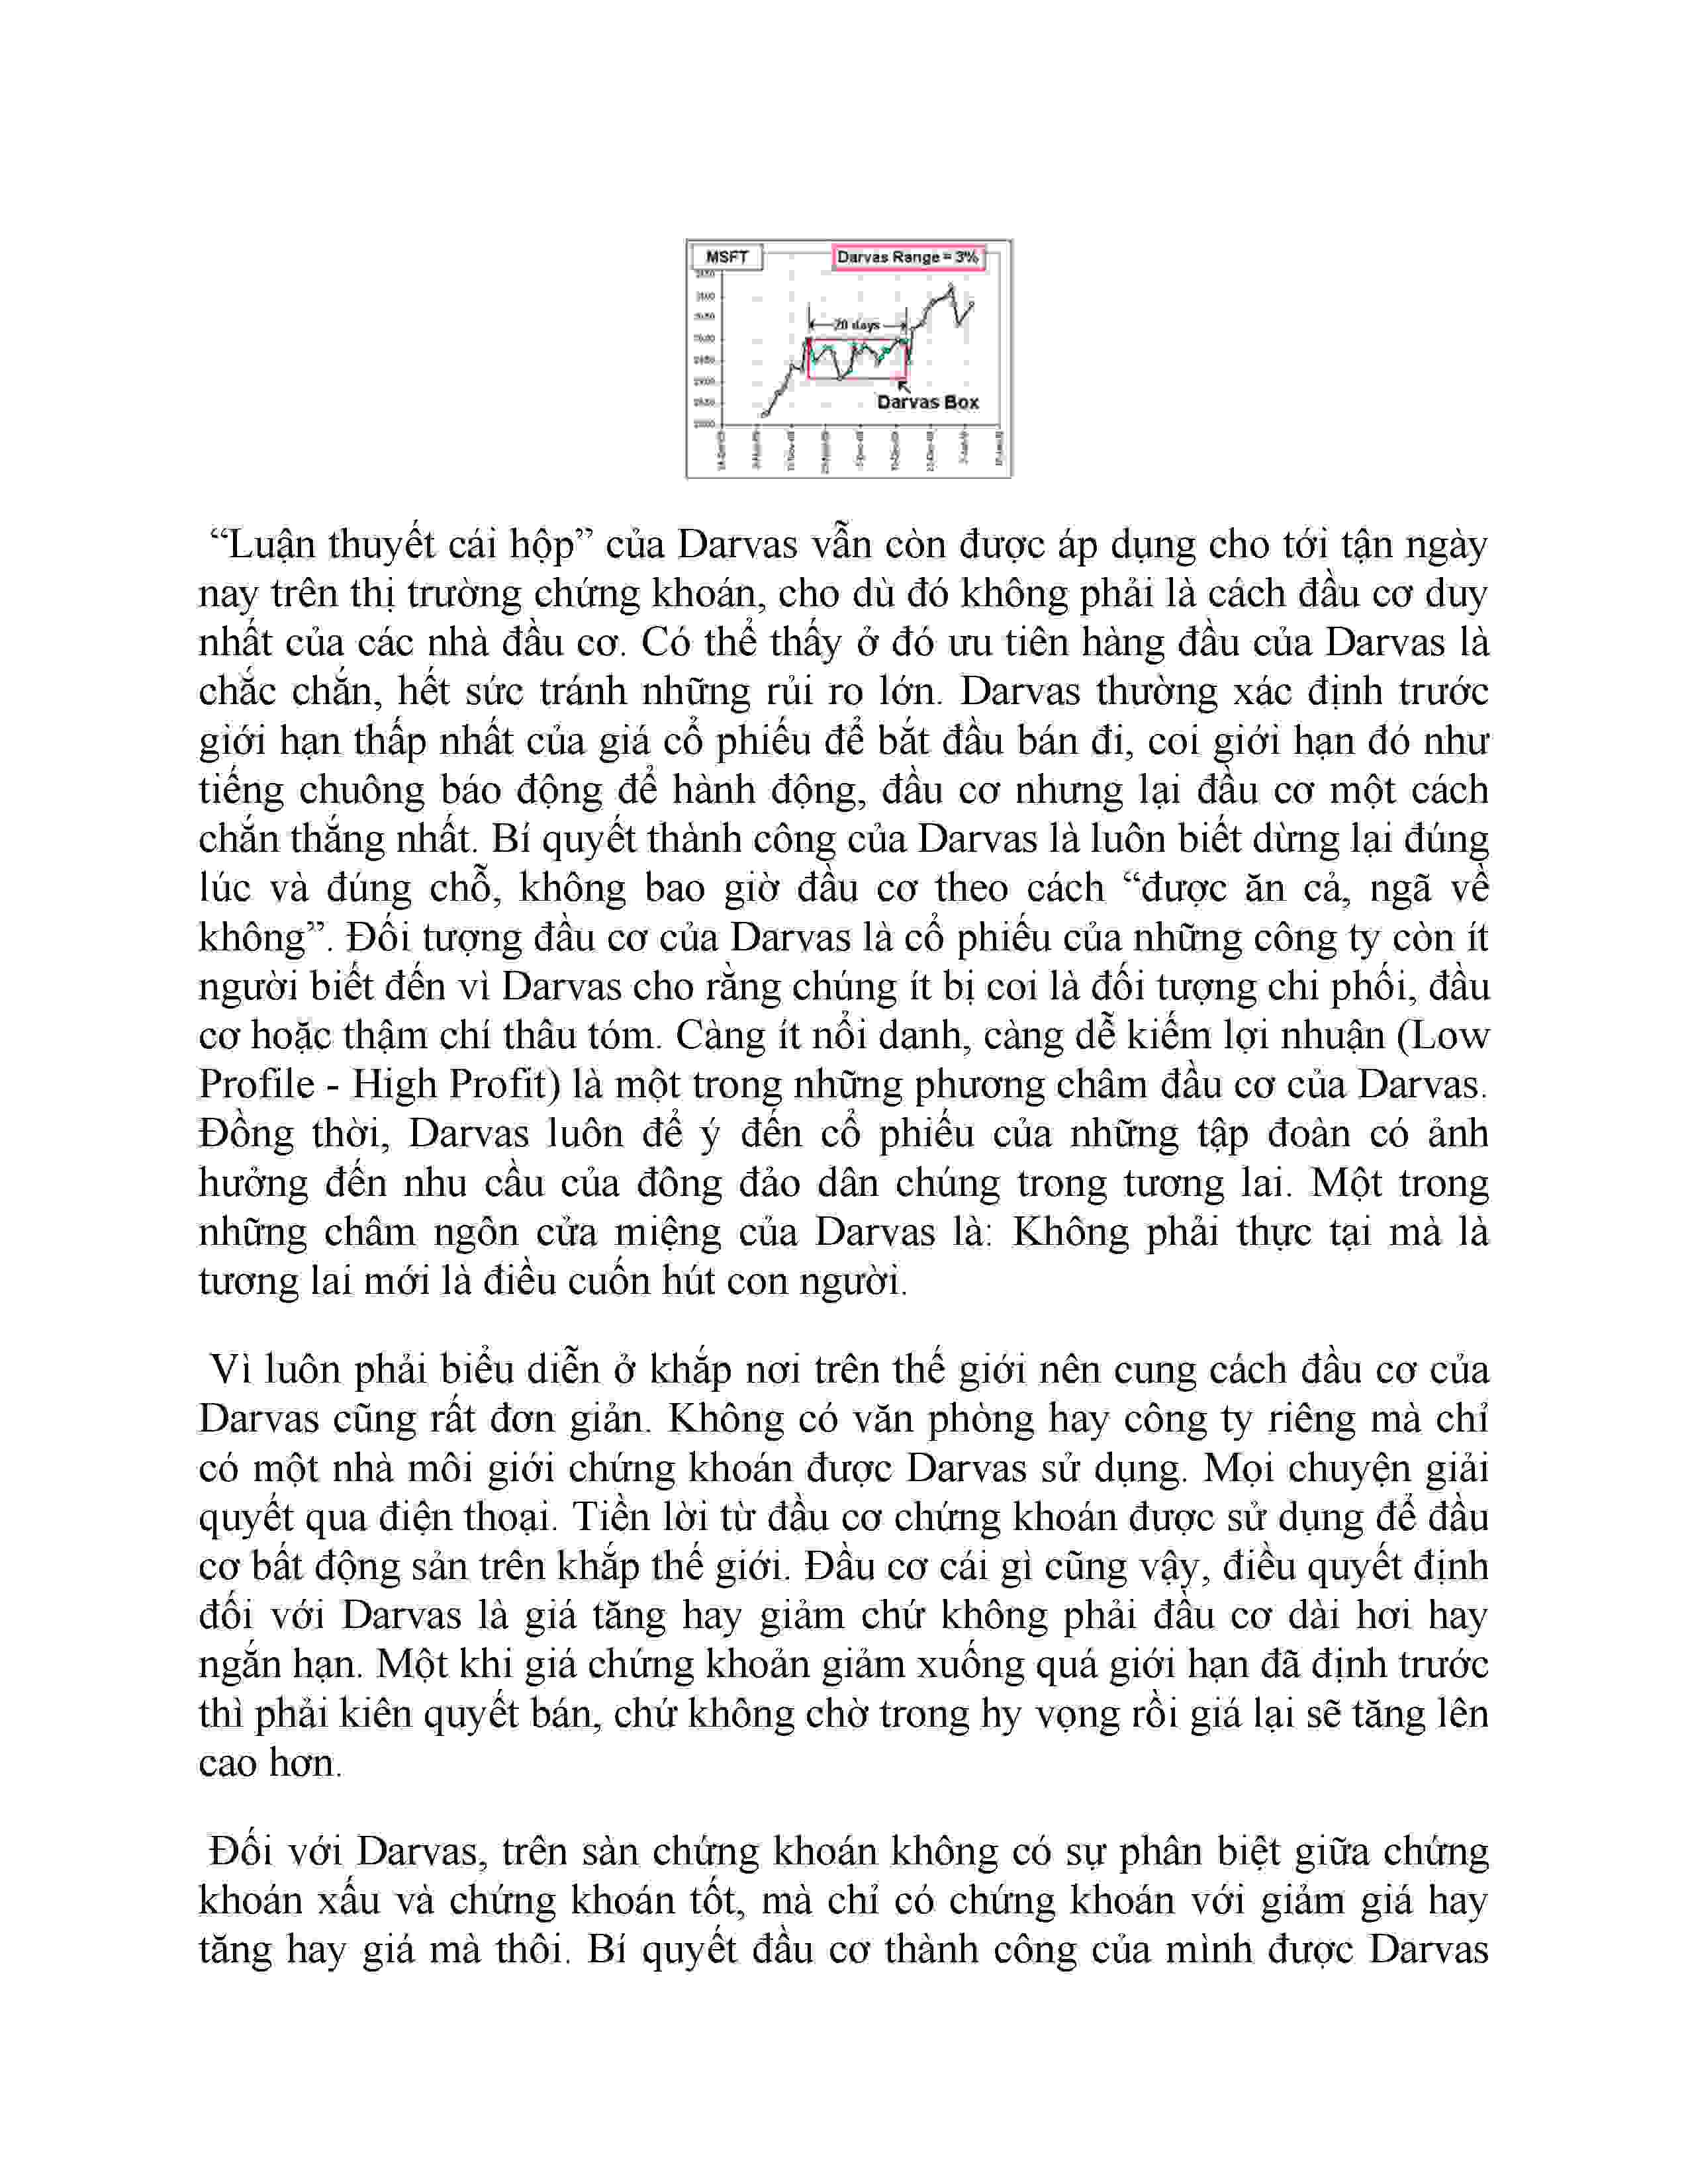 MSFT
Darvas Range = 3%
20 days
Darvas Box
“Luận thuyết cái hộp” của Darvas vẫn còn được áp dụng cho tới tận ngày
nay trên thị trường chứng khoán, cho dù đó không phải là cách đầu cơ duy
nhất của các nhà đầu cơ. Có thể thấy ở đó ưu tiên hàng đầu của Darvas là
chắc chắn, hết sức tránh những rủi ro lớn. Darvas thường xác định trước
giới hạn thấp nhất của giá cổ phiếu để bắt đầu bán đi, coi giới hạn đó như
tiếng chuông báo động để hành động, đầu cơ nhưng lại đầu cơ một cách
chắn thắng nhất. Bí quyết thành công của Darvas là luôn biết dừng lại đúng
lúc và đúng chỗ, không bao giờ đầu cơ theo cách “được ăn cả, ngã về
không”. Đối tượng đầu cơ của Darvas là cổ phiếu của những công ty còn ít
người biết đến vì Darvas cho rằng chúng ít bị coi là đối tượng chi phối, đầu
cơ hoặc thậm chí thâu tóm. Càng ít nổi danh, càng dễ kiếm lợi nhuận (Low
Profile - High Profit) là một trong những phương châm đầu cơ của Darvas.
Đồng thời, Darvas luôn để ý đến cổ phiếu của những tập đoàn có ảnh
hưởng đến nhu cầu của đông đảo dân chúng trong tương lai. Một trong
những châm ngôn cửa miệng của Darvas là: Không phải thực tại mà là
tương lai mới là điều cuốn hút con người.
Vì luôn phải biểu diễn ở khắp nơi trên thế giới nên cung cách đầu cơ của
Darvas cũng rất đơn giản. Không có văn phòng hay công ty riêng mà chỉ
có một nhà môi giới chứng khoán được Darvas sử dụng. Mọi chuyện giải
quyết qua điện thoại. Tiền lời từ đầu cơ chứng khoán được sử dụng để đầu
cơ bất động sản trên khắp thế giới. Đầu cơ cái gì cũng vậy, điều quyết định
đối với Darvas là giá tăng hay giảm chứ không phải đầu cơ dài hơi hay
ngắn hạn. Một khi giá chứng khoản giảm xuống quá giới hạn đã định trước
thì phải kiên quyết bán, chứ không chờ trong hy vọng rồi giá lại sẽ tăng lên
cao hơn.
Đối với Darvas, trên sàn chứng khoán không có sự phân biệt giữa chứng
khoán xấu và chứng khoán tốt, mà chỉ có chứng khoán với giảm giá hay
tăng hay giá mà thôi. Bí quyết đầu cơ thành công của mình được Darvas